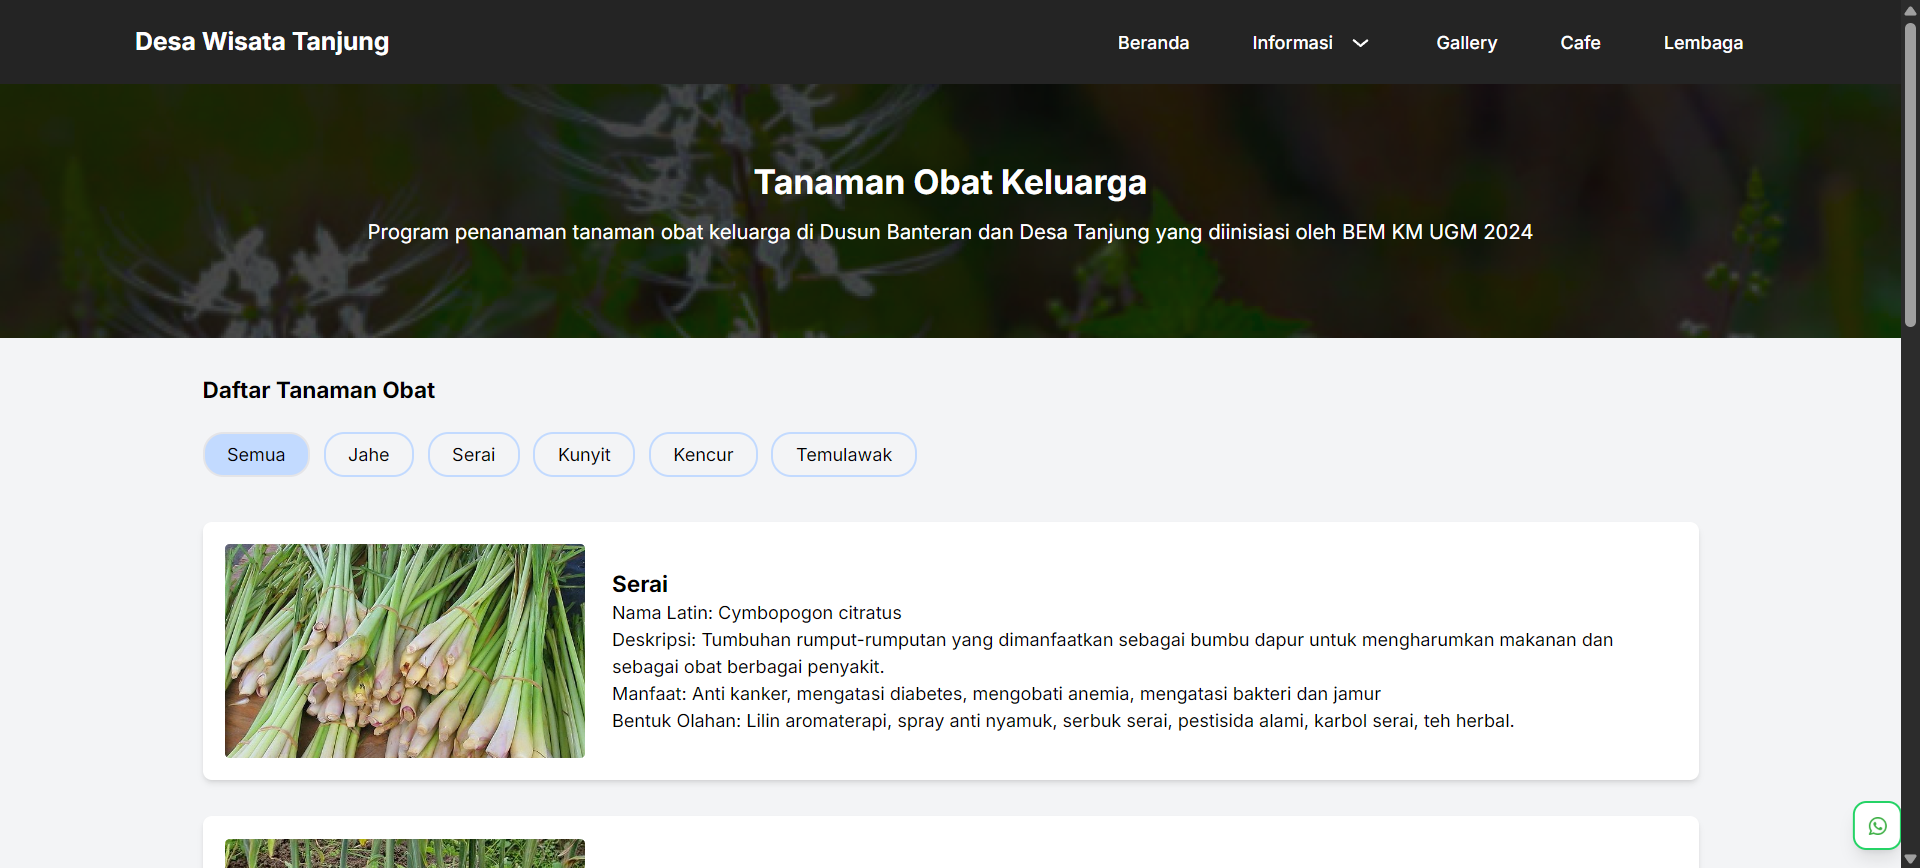 Desa Wisata Tanjung
Beranda
Informasi
Gallery
Cafe
Lembaga
Tanaman Obat Keluarga
Program penanaman tanaman obat keluarga di Dusun Banteran dan Desa Tanjung yang diinisiasi oleh BEM KM UGM 2024
Daftar Tanaman Obat
Semua
Jahe
Serai
Kunyit
Kencur
Temulawak
Serai
Nama Latin: Cymbopogon citratus
Deskripsi: Tumbuhan rumput-rumputan yang dimanfaatkan sebagai bumbu dapur untuk mengharumkan makanan dan
sebagai obat berbagai penyakit.
Manfaat: Anti kanker, mengatasi diabetes, mengobati anemia, mengatasi bakteri dan jamur
Bentuk Olahan: Lilin aromaterapi, spray anti nyamuk, serbuk serai, pestisida alami, karbol serai, teh herbal.